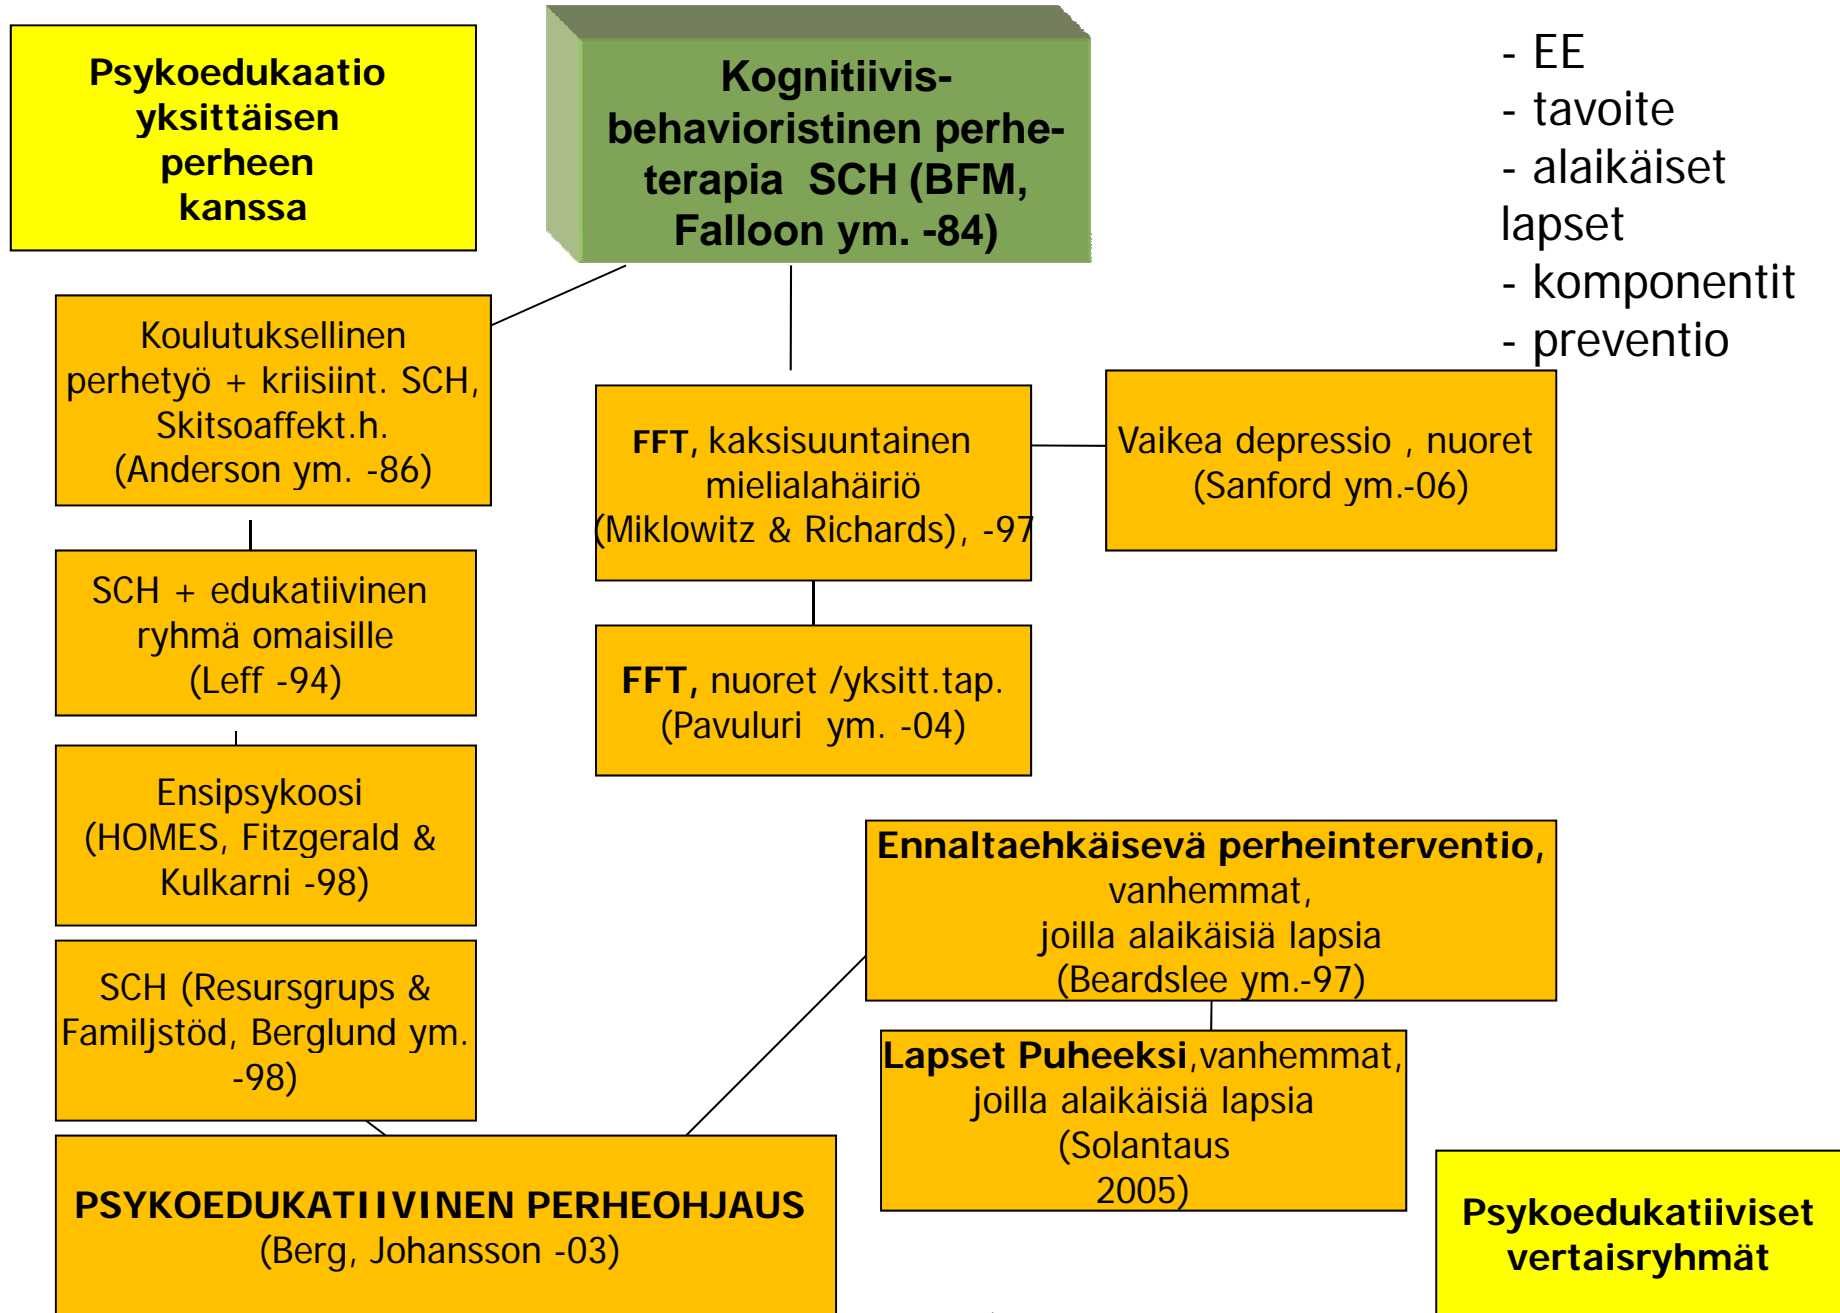 Psykoedukaatio
yksittäisen
perheen
kanssa
Kognitiivis-
behavioristinen perhe-
terapia SCH (BFM,
Falloon ym. -84)
- EE
- tavoite
- alaikäiset
lapset
- komponentit
- preventio
Koulutuksellinen
perhetyö + kriisiint. SCH,
Skitsoaffekt.h.
(Anderson ym. -86)
FFT, kaksisuuntainen
mielialahäiriö
(Miklowitz & Richards), -97
Vaikea depressio , nuoret
(Sanford ym.-06)
SCH + edukatiivinen
ryhmä omaisille
(Leff -94)
FFT, nuoret /yksitt.tap.
(Pavuluri ym. -04)
Ensipsykoosi
(HOMES, Fitzgerald &
Kulkarni -98)
Ennaltaehkäisevä perheinterventio,
vanhemmat,
joilla alaikäisiä lapsia
(Beardslee ym.-97)
SCH (Resursgrups &
Familjstöd, Berglund ym.
-98)
Lapset Puheeksi,vanhemmat,
joilla alaikäisiä lapsia
(Solantaus
2005)
PSYKOEDUKATIIVINEN PERHEOHJAUS
(Berg, Johansson -03)
Psykoedukatiiviset
vertaisryhmät